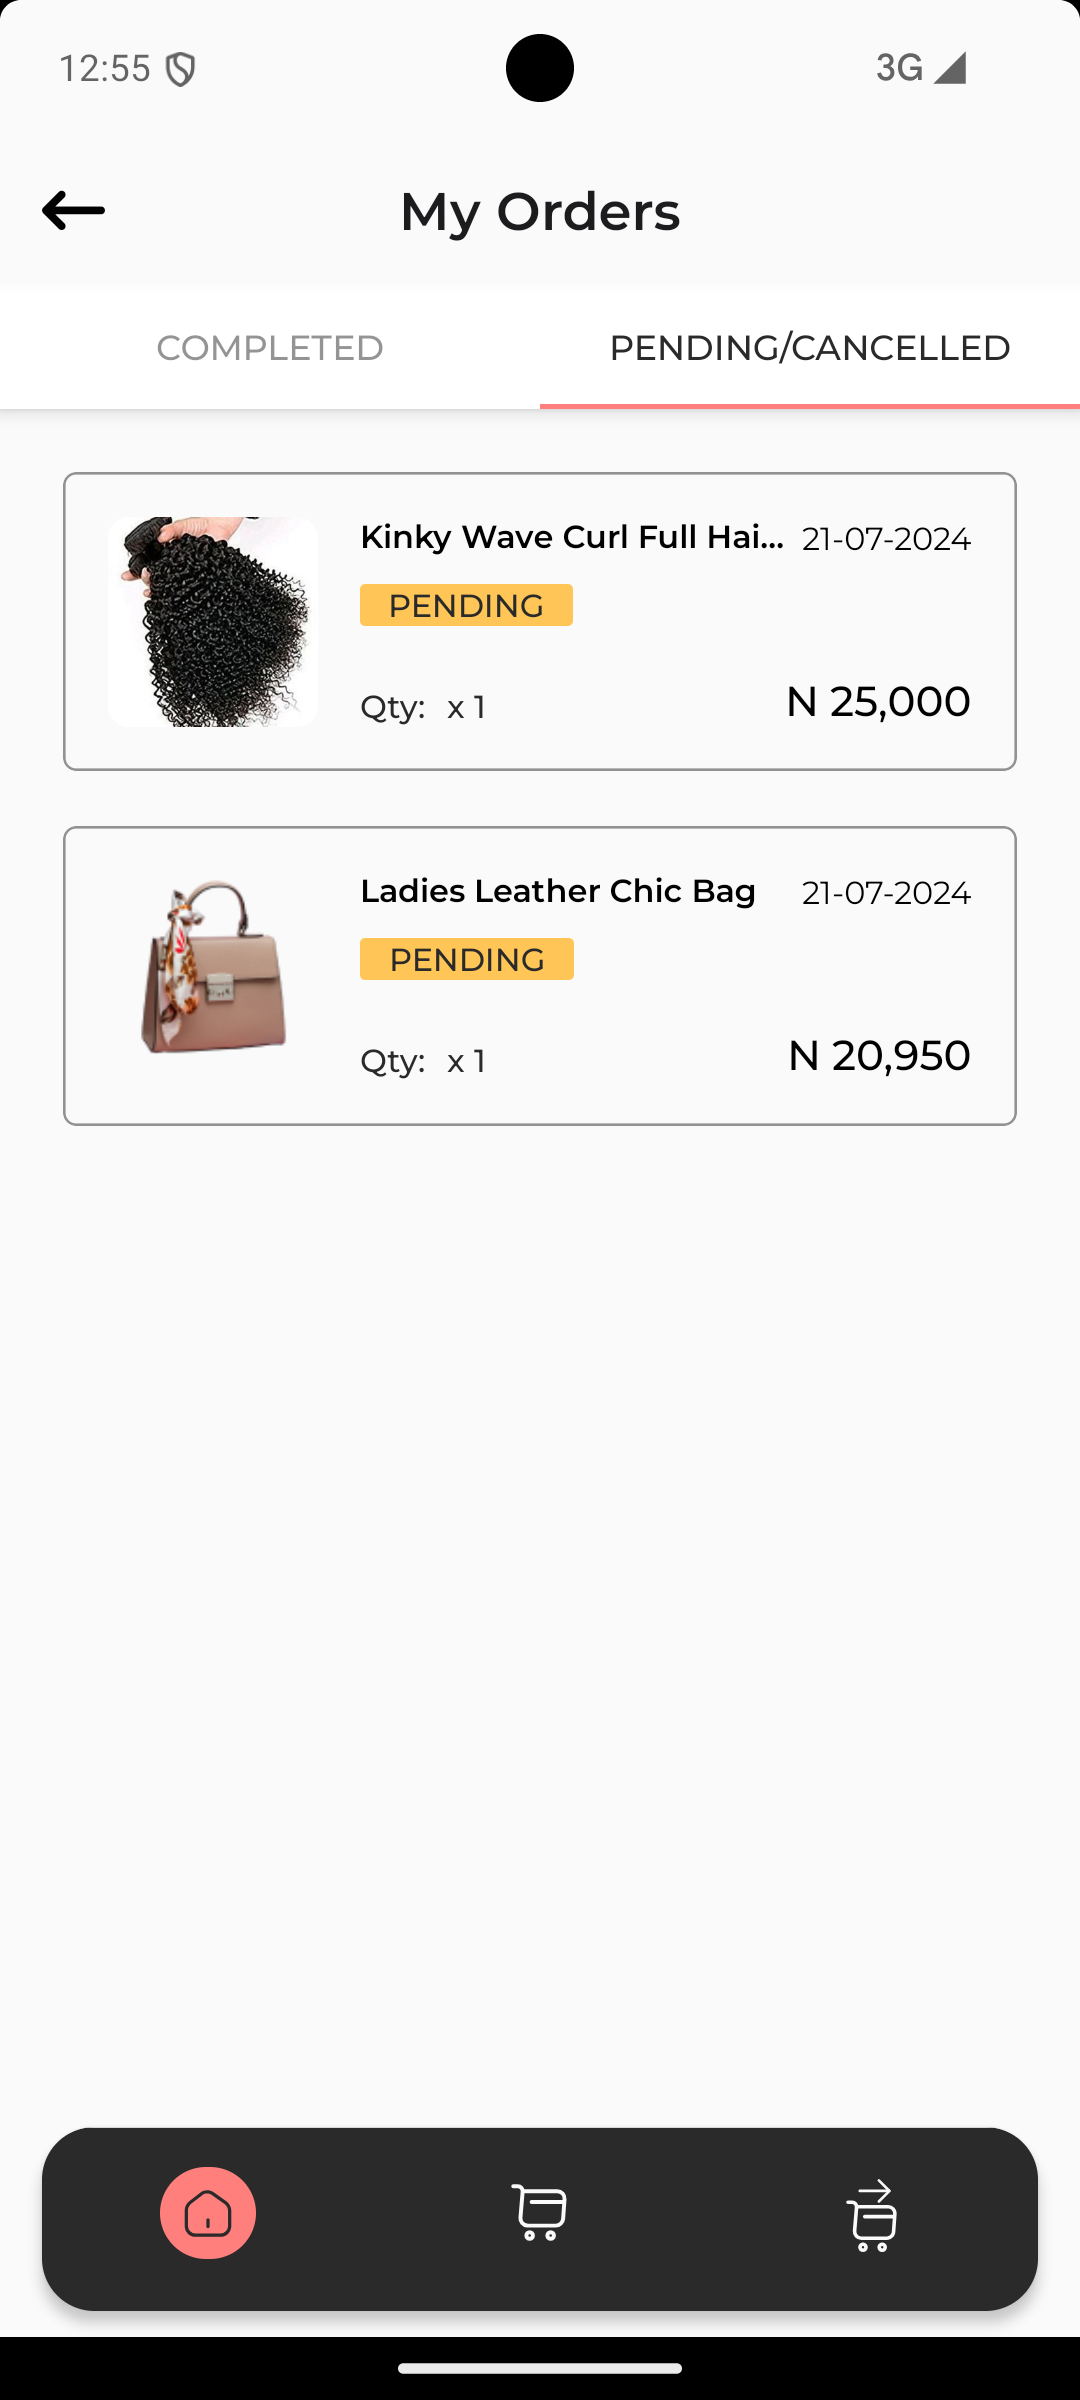 12:55
3G
My Orders
COMPLETED
PENDING/CANCELLED
Kinky Wave Curl Full Hai...
21-07-2024
PENDING
Qty: x 1
N 25,000
Ladies Leather Chic Bag
21-07-2024
PENDING
Qty: x 1
N 20,950